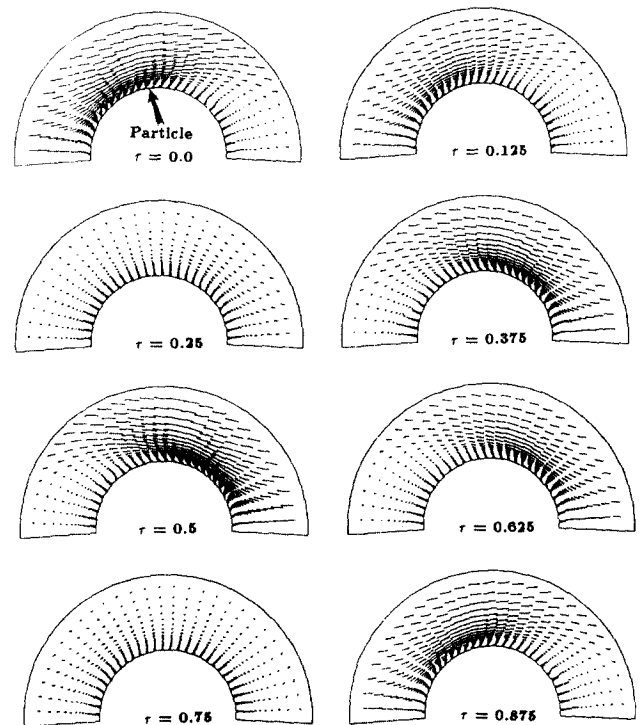 Particle
τ = 0.0
τ = 0.125
τ = 0.25
τ = 0.375
τ = 0.5
τ = 0.625
τ = 0.75
τ = 0.875